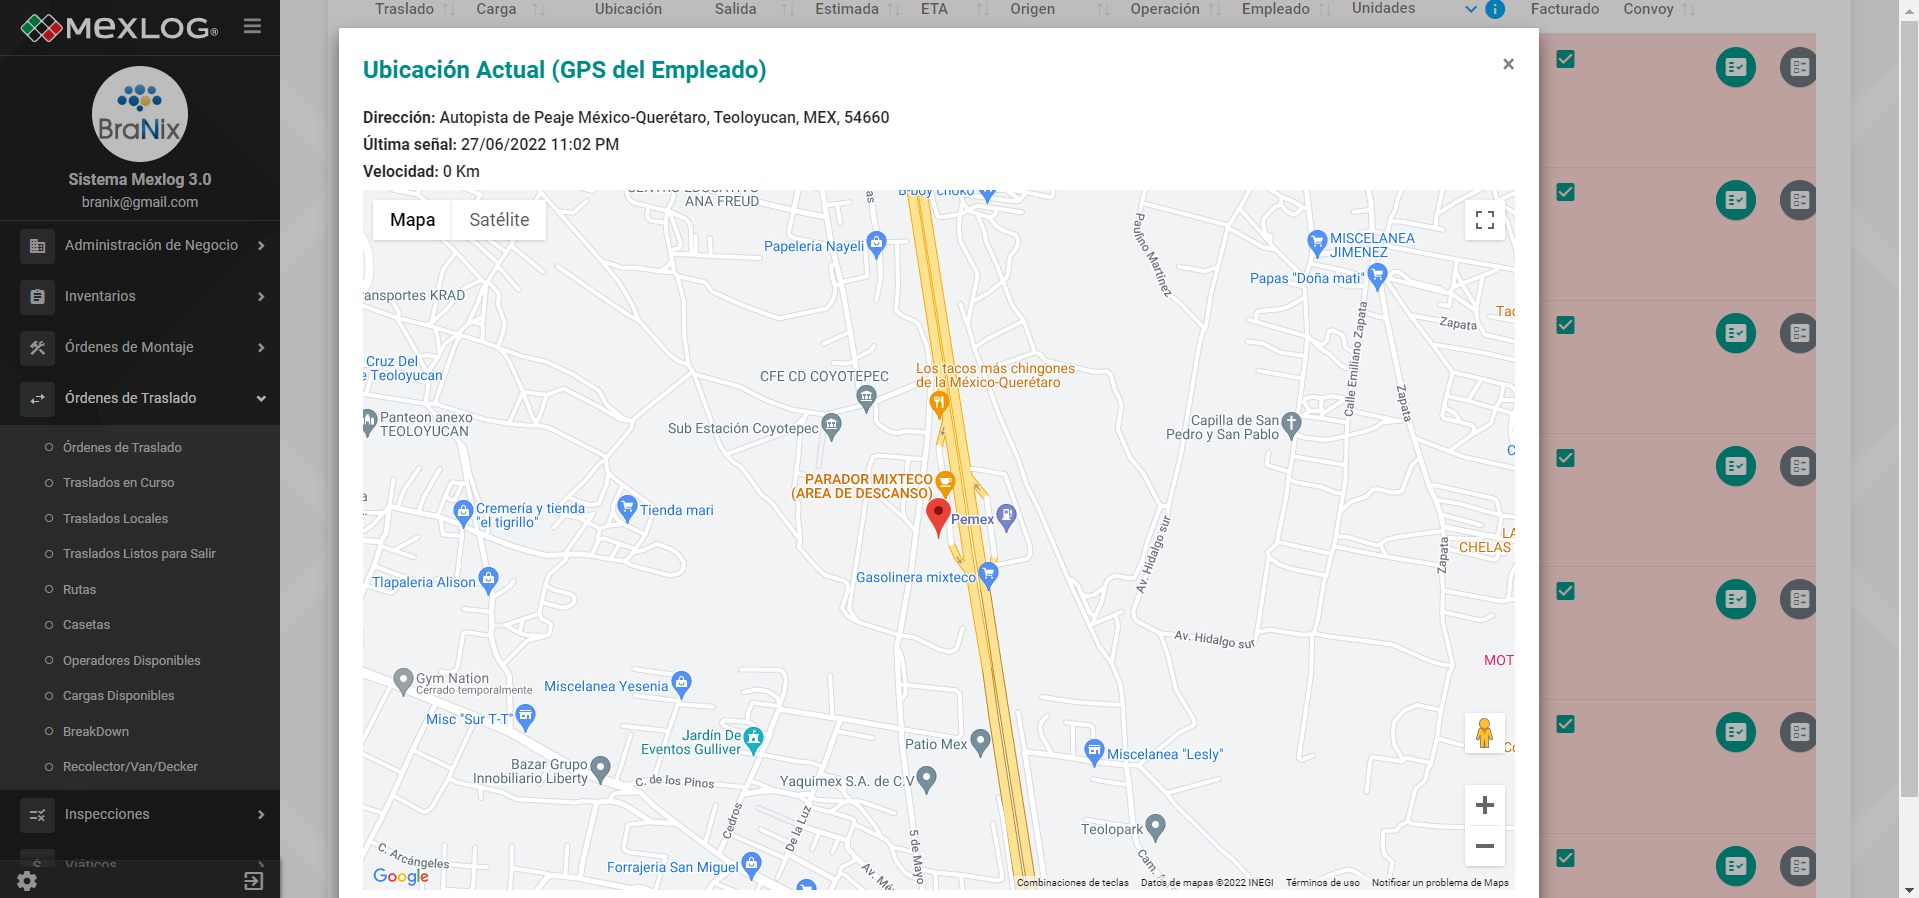 MEXLOG®
BraNix
Sistema Mexlog 3.0
branix@gmail.com
Administración de Negocio
Inventarios
Órdenes de Montaje
Órdenes de Traslado
Órdenes de Traslado
Traslados en Curso
Traslados Locales
Traslados Listos para Salir
Rutas
Casetas
Operadores Disponibles
Cargas Disponibles
BreakDown
Recolector/Van/Decker
Inspecciones
Viáticos
Traslado Carga Ubicación Salida Estimada ETA Origen Operación Empleado Unidades Facturado Convoy
Ubicación Actual (GPS del Empleado)
×
Dirección: Autopista de Peaje México-Querétaro, Teoloyucan, MEX, 54660
Última señal: 27/06/2022 11:02 PM
Velocidad: 0 Km
Mapa Satélite
CENTRO EDUCATIVO
ANA FREUD
B-boy choko
Papeleria Nayeli
Paulino Martínez
MISCELANEA
JIMENEZ
Papas "Doña mati"
ansportes KRAD
Zapata
Calle Emiliano Zapata
Zapata
Cruz Del
e Teoloyucan
CFE CD COYOTEPEC
Los tacos más chingones
de la México-Querétaro
Panteon anexo
TEOLOYUCAN
Sub Estación Coyotepec
Capilla de San
Pedro y San Pablo
PARADOR MIXTECO
(AREA DE DESCANSO)
Pemex
Cremería y tienda
"el tigrillo"
Tienda mari
Av. Hidalgo sur
Zapata
LA
CHELAS
Tlapaleria Alison
Gasolinera mixteco
Av. Hidalgo sur
MOT
Gym Nation
Cerrado temporalmente
Miscelanea Yesenia
Misc "Sur T-T"
Jardín De
Eventos Gulliver
Patio Mex
Miscelanea "Lesly"
Bazar Grupo
Innobiliario Liberty
C. de los Pinos
Yaquimex S.A. de C.V
Cedros
De la Luz
5 de Mayo
Teolopark
C. Arcángeles
Forrajeria San Miguel
Google
Combinaciones de teclas Datos de mapas ©2022 INEGI Términos de uso Notificar un problema de Maps